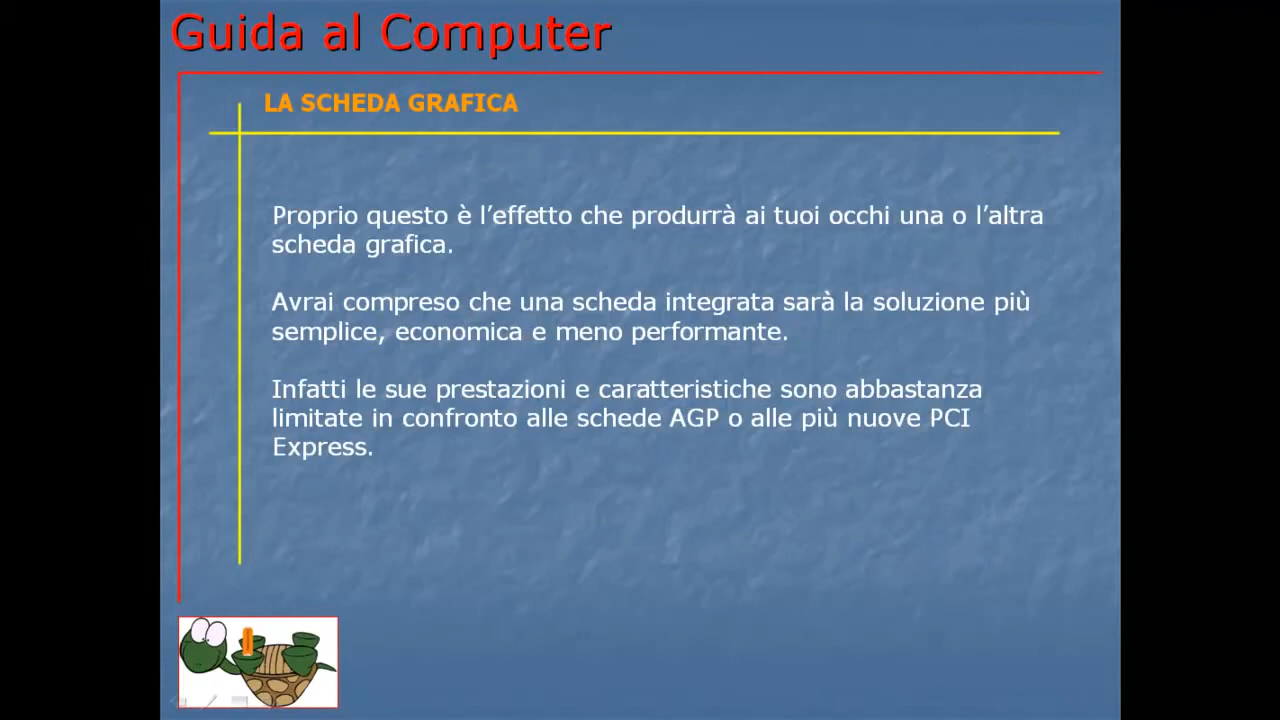 Guida al Computer
LA SCHEDA GRAFICA
Proprio questo è l’effetto che produrrà ai tuoi occhi una o l’altra
scheda grafica.
Avrai compreso che una scheda integrata sarà la soluzione più
semplice, economica e meno performante.
Infatti le sue prestazioni e caratteristiche sono abbastanza
limitate in confronto alle schede AGP o alle più nuove PCI
Express.